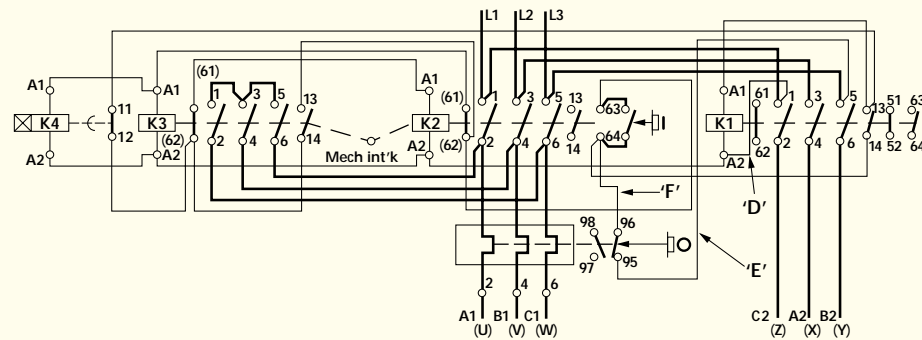 L1 L2 L3
A1 11 A1 (61) 1 3 5 13 A1 (61) 1 3 5 13 63 A1 61 1 3 5 13 51 63
K4 K3 K2 K1
12 (62) 2 4 6 14 (62) 2 4 6 14 64 62 2 4 6 14 52 64
A2 A2 Mech int'k A2 A2
'F' 'D'
98 96
97 95
'E'
2 4 6
A1 B1 C1 C2 A2 B2
(U) (V) (W) (Z) (X) (Y)